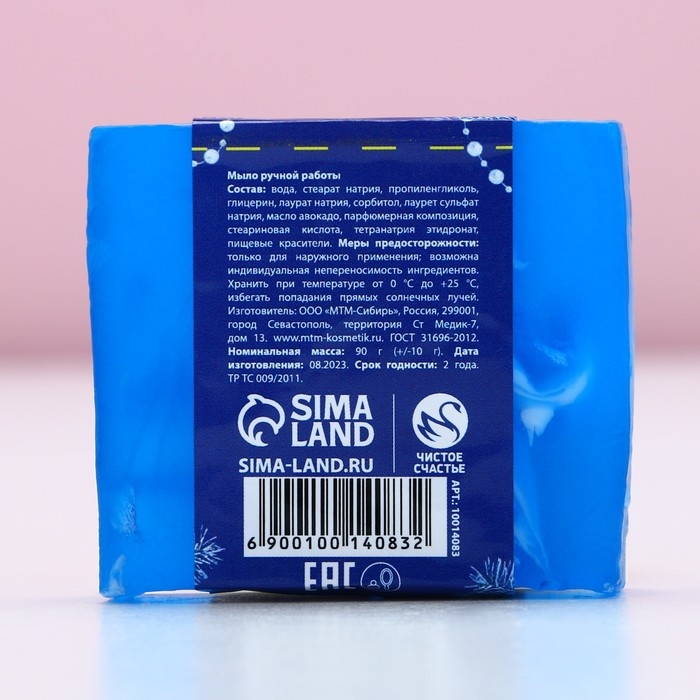 Мыло ручной работы
Состав: вода, стеарат натрия, пропиленгликоль,
глицерин, лаурат натрия, сорбитол, лаурет сульфат
натрия, масло авокадо, парфюмерная композиция,
стеариновая кислота, тетранатрия этидронат,
пищевые красители. Меры предосторожности:
только для наружного применения; возможна
индивидуальная непереносимость ингредиентов.
Хранить при температуре от 0 °C до +25 °C,
избегать попадания прямых солнечных лучей.
Изготовитель: ООО «МТМ-Сибирь», Россия, 299001,
город Севастополь, территория Ст Медик-7,
дом 13. www.mtm-kosmetik.ru. ГОСТ 31696-2012.
Номинальная масса: 90 г (+/-10 г). Дата
изготовления: 08.2023. Срок годности: 2 года.
ТР ТС 009/2011.
SIMA
LAND
SIMA-LAND.RU
ЧИСТОЕ
СЧАСТЬЕ
АРТ.: 10014083
6 900100 140832
EAC